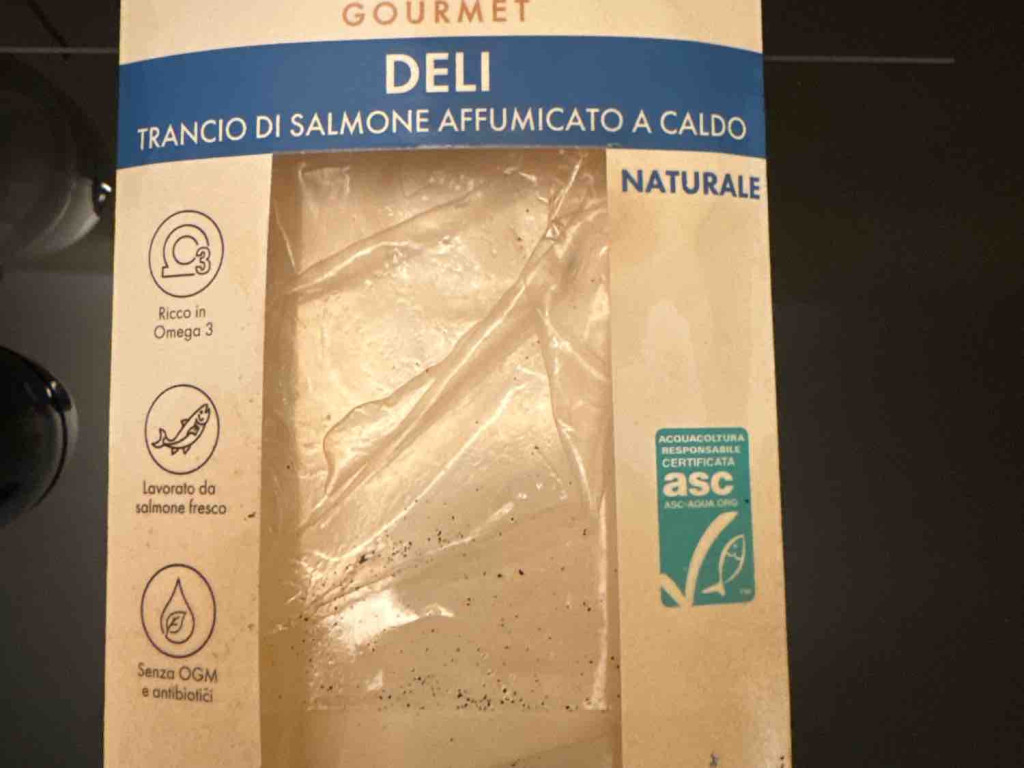 GOURMET
DELI
TRANCIO DI SALMONE AFFUMICATO A CALDO
NATURALE
Ricco in
Omega 3
Lavorato da
salmone fresco
Senza OGM
e antibiotici
ACQUACOLTURA
RESPONSABILE
CERTIFICATA
asc
ASC-AQUA.ORG
TM